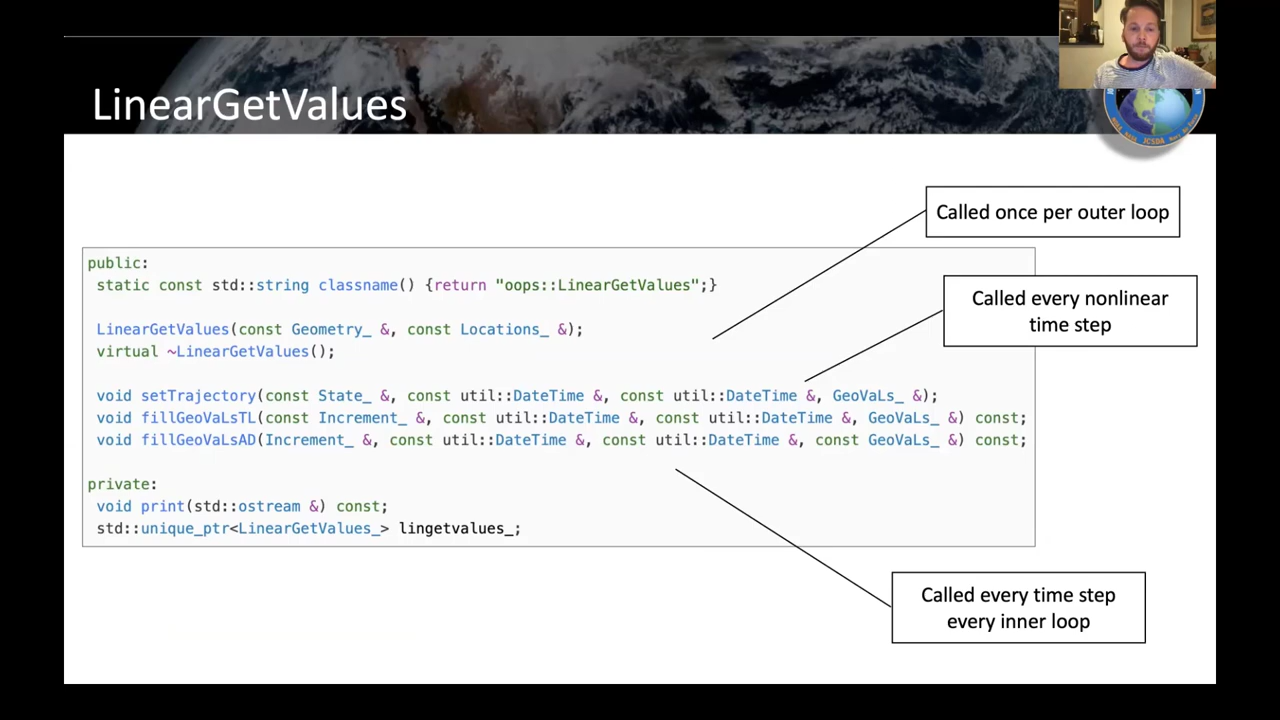 LinearGetValues
Called once per outer loop
Called every nonlinear
time step
public:
static const std::string classname() {return "oops::LinearGetValues";}
LinearGetValues(const Geometry_ &, const Locations_ &);
virtual ~LinearGetValues();
void setTrajectory(const State_ &, const util::DateTime &, const util::DateTime &, GeoVaLs_ &);
void fillGeoVaLsTL(const Increment_ &, const util::DateTime &, const util::DateTime &, GeoVaLs_ &) const;
void fillGeoVaLsAD(Increment_ &, const util::DateTime &, const util::DateTime &, const GeoVaLs_ &) const;
private:
void print(std::ostream &) const;
std::unique_ptr<LinearGetValues_> lingetvalues_;
Called every time step
every inner loop
JCSDA